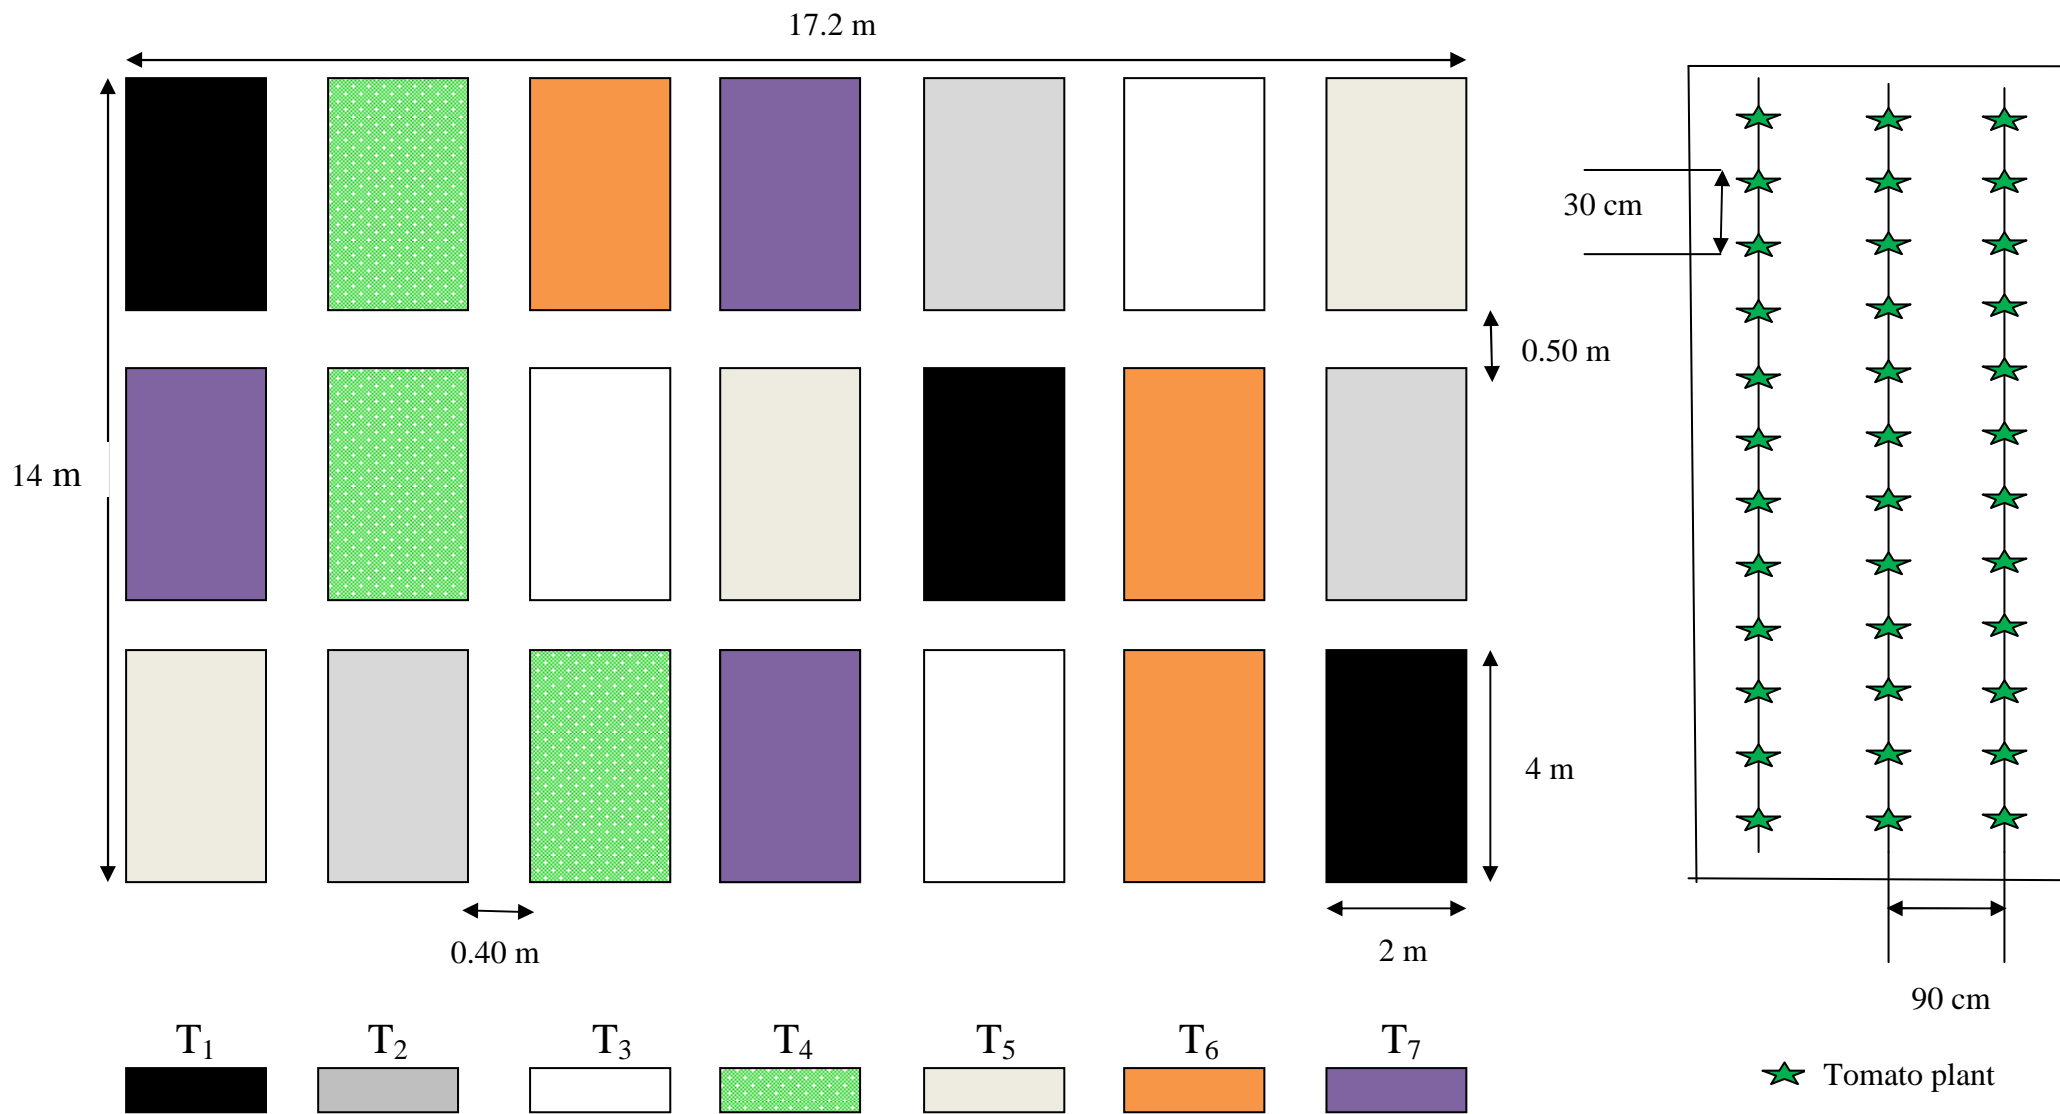 17.2 m
30 cm
0.50 m
14 m
4 m
0.40 m
2 m
90 cm
T₁ T₂ T₃ T₄ T₅ T₆ T₇
Tomato plant